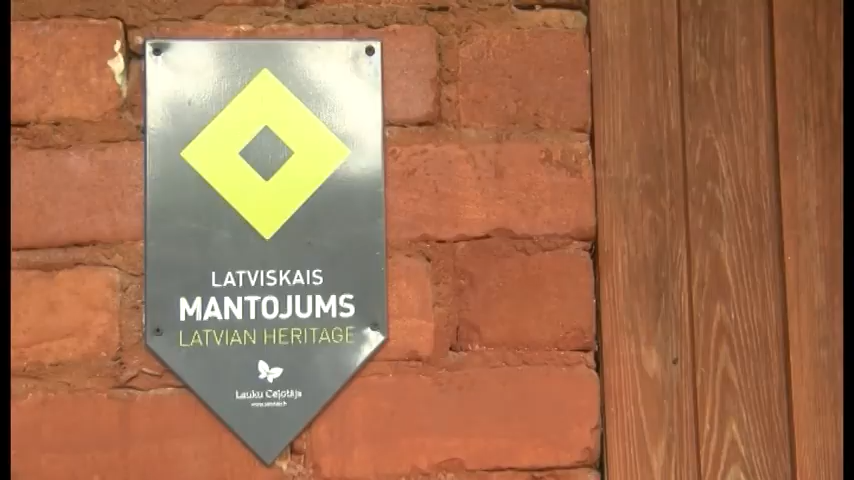 LATVISKAIS
MANTOJUMS
LATVIAN HERITAGE
Lauku Ceļotājs